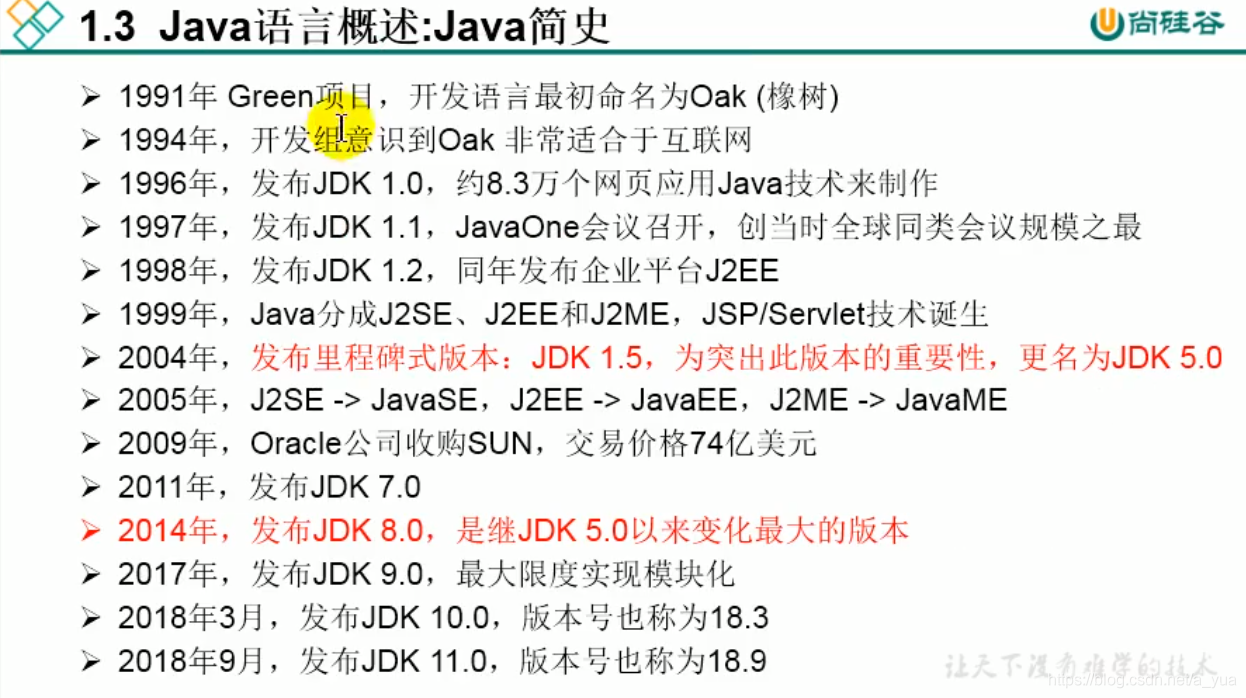 1.3 Java语言概述:Java简史
尚硅谷
➢ 1991年 Green项目，开发语言最初命名为Oak (橡树)
➢ 1994年，开发组意识到Oak 非常适合于互联网
➢ 1996年，发布JDK 1.0，约8.3万个网页应用Java技术来制作
➢ 1997年，发布JDK 1.1，JavaOne会议召开，创当时全球同类会议规模之最
➢ 1998年，发布JDK 1.2，同年发布企业平台J2EE
➢ 1999年，Java分成J2SE、J2EE和J2ME，JSP/Servlet技术诞生
➢ 2004年，发布里程碑式版本：JDK 1.5，为突出此版本的重要性，更名为JDK 5.0
➢ 2005年，J2SE -> JavaSE，J2EE -> JavaEE，J2ME -> JavaME
➢ 2009年，Oracle公司收购SUN，交易价格74亿美元
➢ 2011年，发布JDK 7.0
➢ 2014年，发布JDK 8.0，是继JDK 5.0以来变化最大的版本
➢ 2017年，发布JDK 9.0，最大限度实现模块化
➢ 2018年3月，发布JDK 10.0，版本号也称为18.3
➢ 2018年9月，发布JDK 11.0，版本号也称为18.9
让天下没有难学的技术